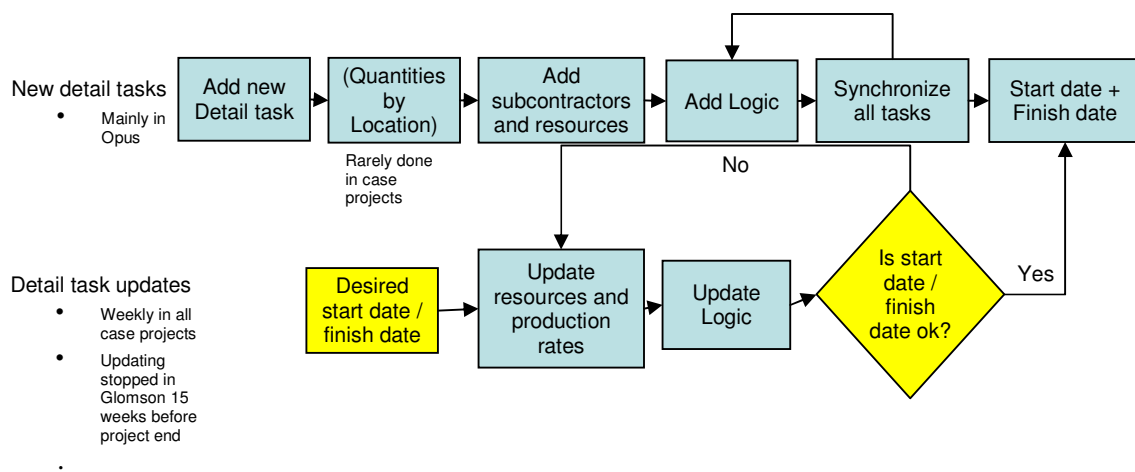 New detail tasks
• Mainly in
Opus
Add new
Detail task
(Quantities
by
Location)
Rarely done
in case
projects
Add
subcontractors
and resources
Add Logic
Synchronize
all tasks
Start date +
Finish date
No
Detail task updates
• Weekly in all
case projects
• Updating
stopped in
Glomson 15
weeks before
project end
•
Desired
start date /
finish date
Update
resources and
production
rates
Update
Logic
Is start
date /
finish
date ok?
Yes